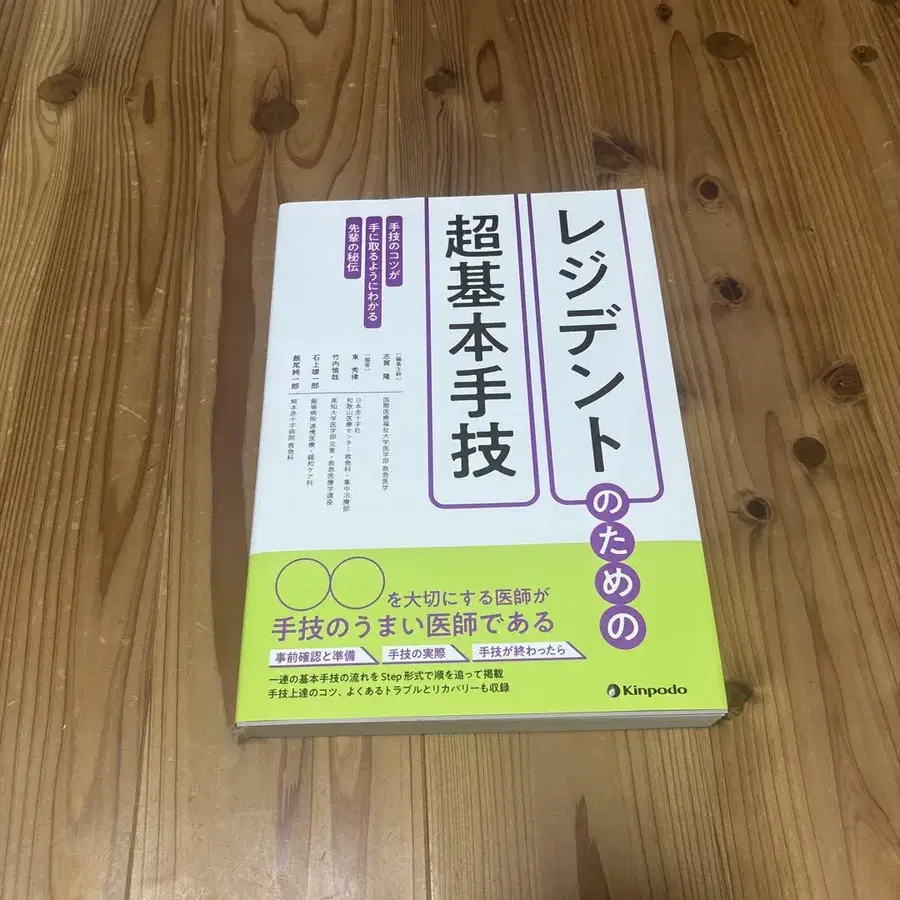 レジデントのための
超基本手技
手技のコツが
手に取るようにわかる
先輩の秘伝
[編集主幹]
志賀 隆 国際医療福祉大学医学部 救急医学
[編著]
東 秀律 日本赤十字社
和歌山医療センター 救急科・集中治療部
竹内慎哉 高知大学医学部 災害・救急医療学講座
石上雄一郎 飯塚病院 連携医療・緩和ケア科
飯尾純一郎 熊本赤十字病院 救急科
○○を大切にする医師が
手技のうまい医師である
事前確認と準備 手技の実際 手技が終わったら
一連の基本手技の流れをStep形式で順を追って掲載
手技上達のコツ、よくあるトラブルとリカバリーも収録
Kinpodo